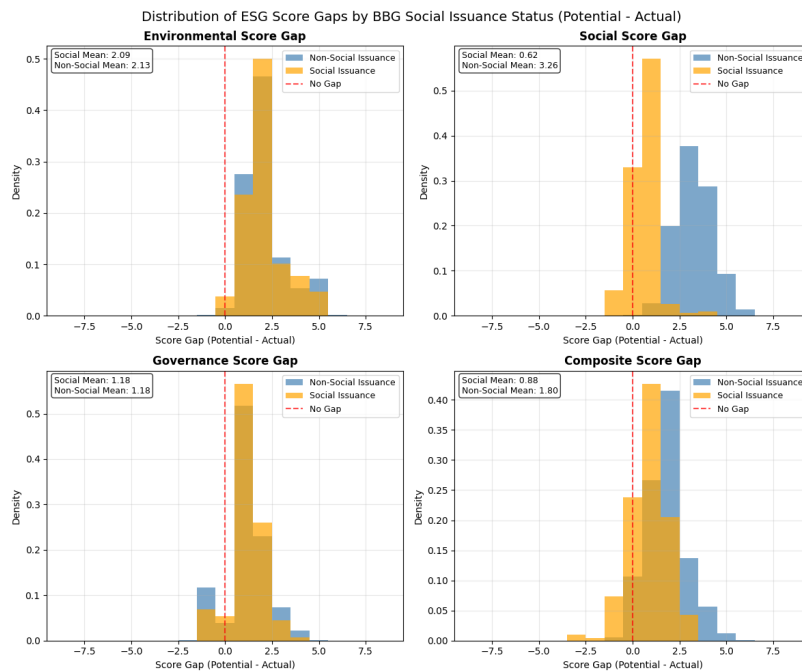 Distribution of ESG Score Gaps by BBG Social Issuance Status (Potential - Actual)
Environmental Score Gap
Social Mean: 2.09
Non-Social Mean: 2.13
Non-Social Issuance
Social Issuance
No Gap
Density
0.5
0.4
0.3
0.2
0.1
0.0
−7.5 −5.0 −2.5 0.0 2.5 5.0 7.5
Score Gap (Potential - Actual)
Social Score Gap
Social Mean: 0.62
Non-Social Mean: 3.26
Non-Social Issuance
Social Issuance
No Gap
Density
0.5
0.4
0.3
0.2
0.1
0.0
−7.5 −5.0 −2.5 0.0 2.5 5.0 7.5
Score Gap (Potential - Actual)
Governance Score Gap
Social Mean: 1.18
Non-Social Mean: 1.18
Non-Social Issuance
Social Issuance
No Gap
Density
0.5
0.4
0.3
0.2
0.1
0.0
−7.5 −5.0 −2.5 0.0 2.5 5.0 7.5
Score Gap (Potential - Actual)
Composite Score Gap
Social Mean: 0.88
Non-Social Mean: 1.80
Non-Social Issuance
Social Issuance
No Gap
Density
0.40
0.35
0.30
0.25
0.20
0.15
0.10
0.05
0.00
−7.5 −5.0 −2.5 0.0 2.5 5.0 7.5
Score Gap (Potential - Actual)